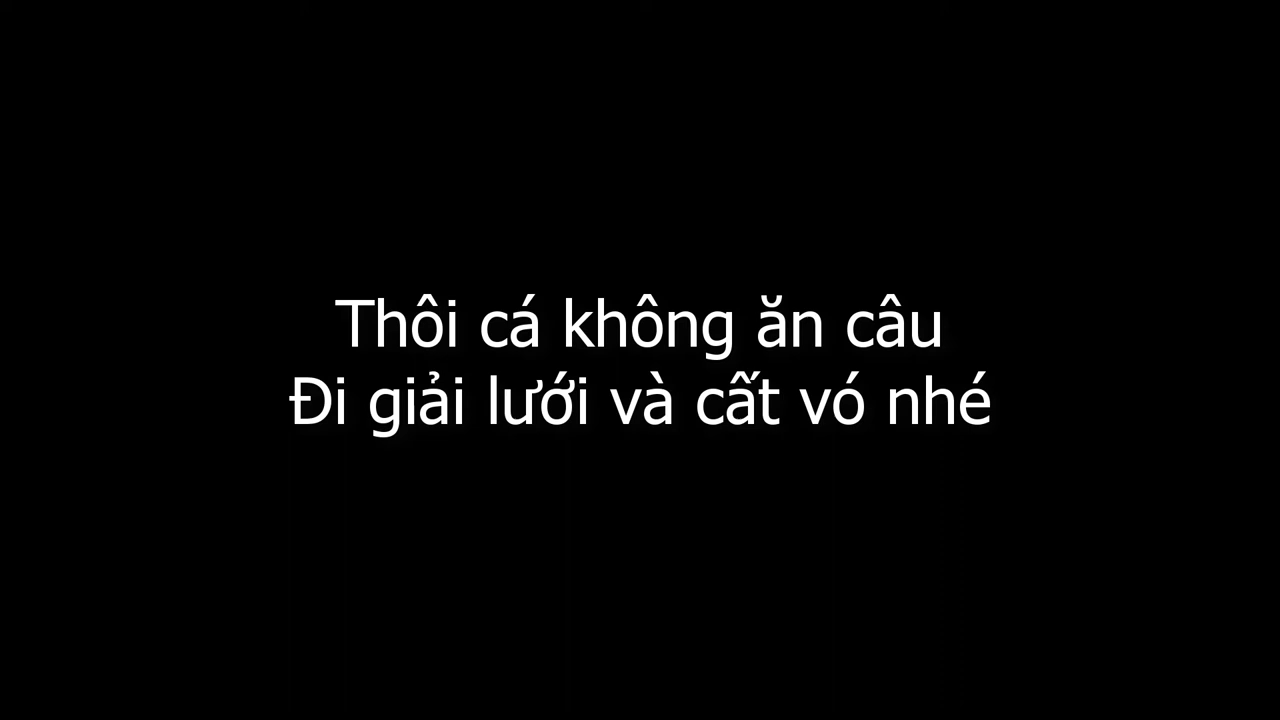 Thôi cá không ăn câu
Đi giải lưới và cất vó nhé